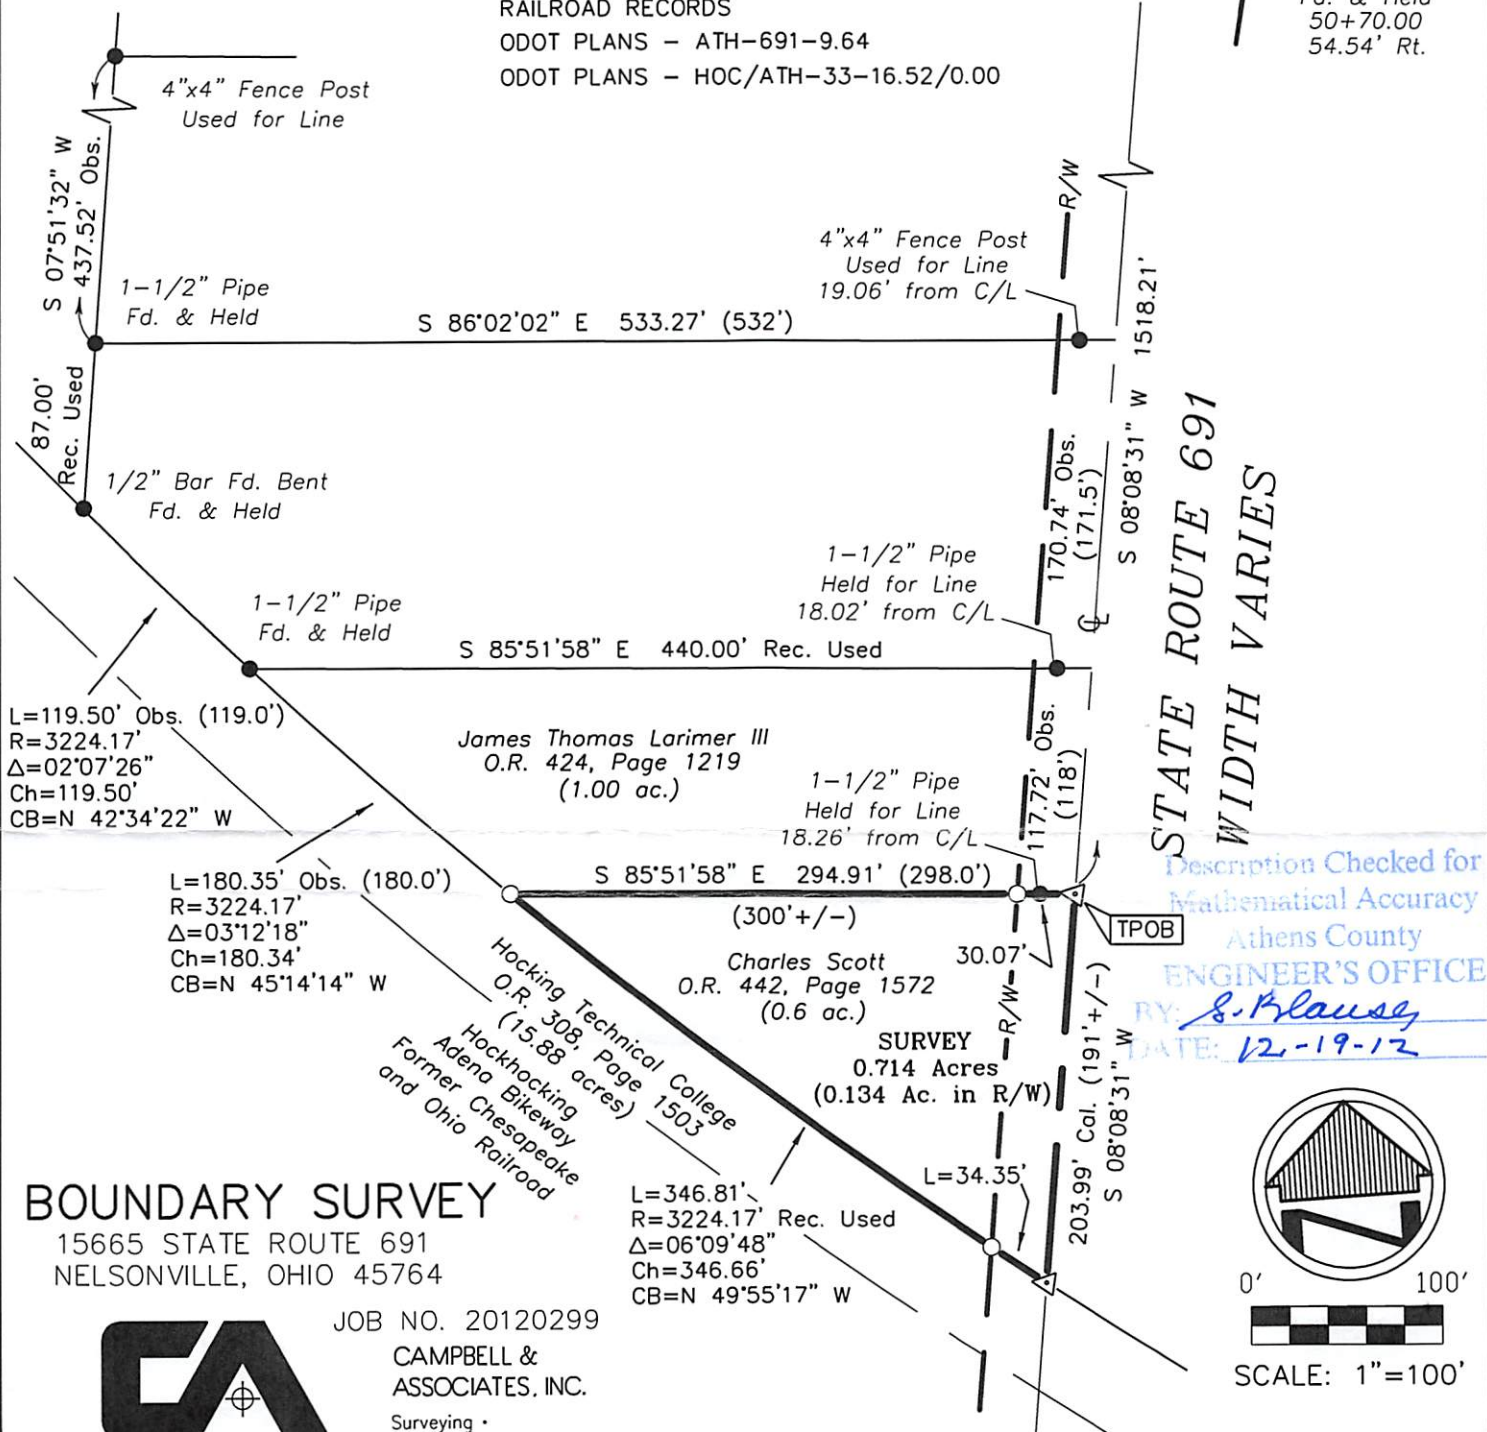 RAILROAD RECORDS
ODOT PLANS - ATH-691-9.64
ODOT PLANS - HOC/ATH-33-16.52/0.00
Fd. & Held
50+70.00
54.54' Rt.
4"x4" Fence Post
Used for Line
S 07°51'32" W
437.52' Obs.
R/W
4"x4" Fence Post
Used for Line
19.06' from C/L
1-1/2" Pipe
Fd. & Held
S 86°02'02" E 533.27' (532')
S 08°08'31" W 1518.21'
87.00'
Rec. Used
1/2" Bar Fd. Bent
Fd. & Held
170.74' Obs.
(171.5')
STATE ROUTE 691
WIDTH VARIES
1-1/2" Pipe
Held for Line
18.02' from C/L
CL
1-1/2" Pipe
Fd. & Held
S 85°51'58" E 440.00' Rec. Used
L=119.50' Obs. (119.0')
R=3224.17'
Δ=02°07'26"
Ch=119.50'
CB=N 42°34'22" W
James Thomas Larimer III
O.R. 424, Page 1219
(1.00 ac.)
1-1/2" Pipe
Held for Line
18.26' from C/L
117.72' Obs.
(118')
L=180.35' Obs. (180.0')
R=3224.17'
Δ=03°12'18"
Ch=180.34'
CB=N 45°14'14" W
S 85°51'58" E 294.91' (298.0')
(300'+/-)
TPOB
30.07'
Description Checked for
Mathematical Accuracy
Athens County
ENGINEER'S OFFICE
BY: S. Blausey
DATE: 12-19-12
Charles Scott
O.R. 442, Page 1572
(0.6 ac.)
R/W
SURVEY
0.714 Acres
(0.134 Ac. in R/W)
203.99' Cal. (191'+/-)
S 08°08'31" W
Hocking Technical College
O.R. 308, Page 1503
(15.88 acres)
Hockhocking
Adena Bikeway
Former Chesapeake
and Ohio Railroad
L=34.35'
L=346.81'
R=3224.17' Rec. Used
Δ=06°09'48"
Ch=346.66'
CB=N 49°55'17" W
BOUNDARY SURVEY
15665 STATE ROUTE 691
NELSONVILLE, OHIO 45764
JOB NO. 20120299
CA
CAMPBELL &
ASSOCIATES, INC.
Surveying ·
0' 100'
SCALE: 1"=100'